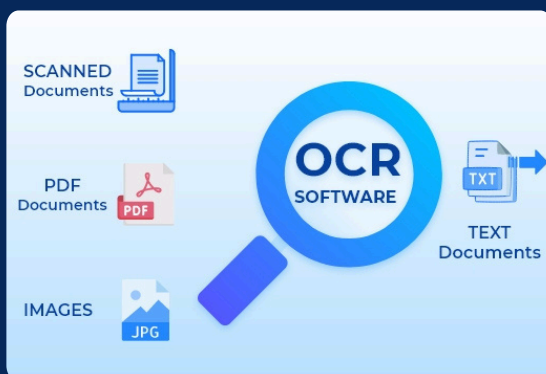 SCANNED
Documents
PDF
Documents
PDF
IMAGES
JPG
OCR
SOFTWARE
TXT
TEXT
Documents